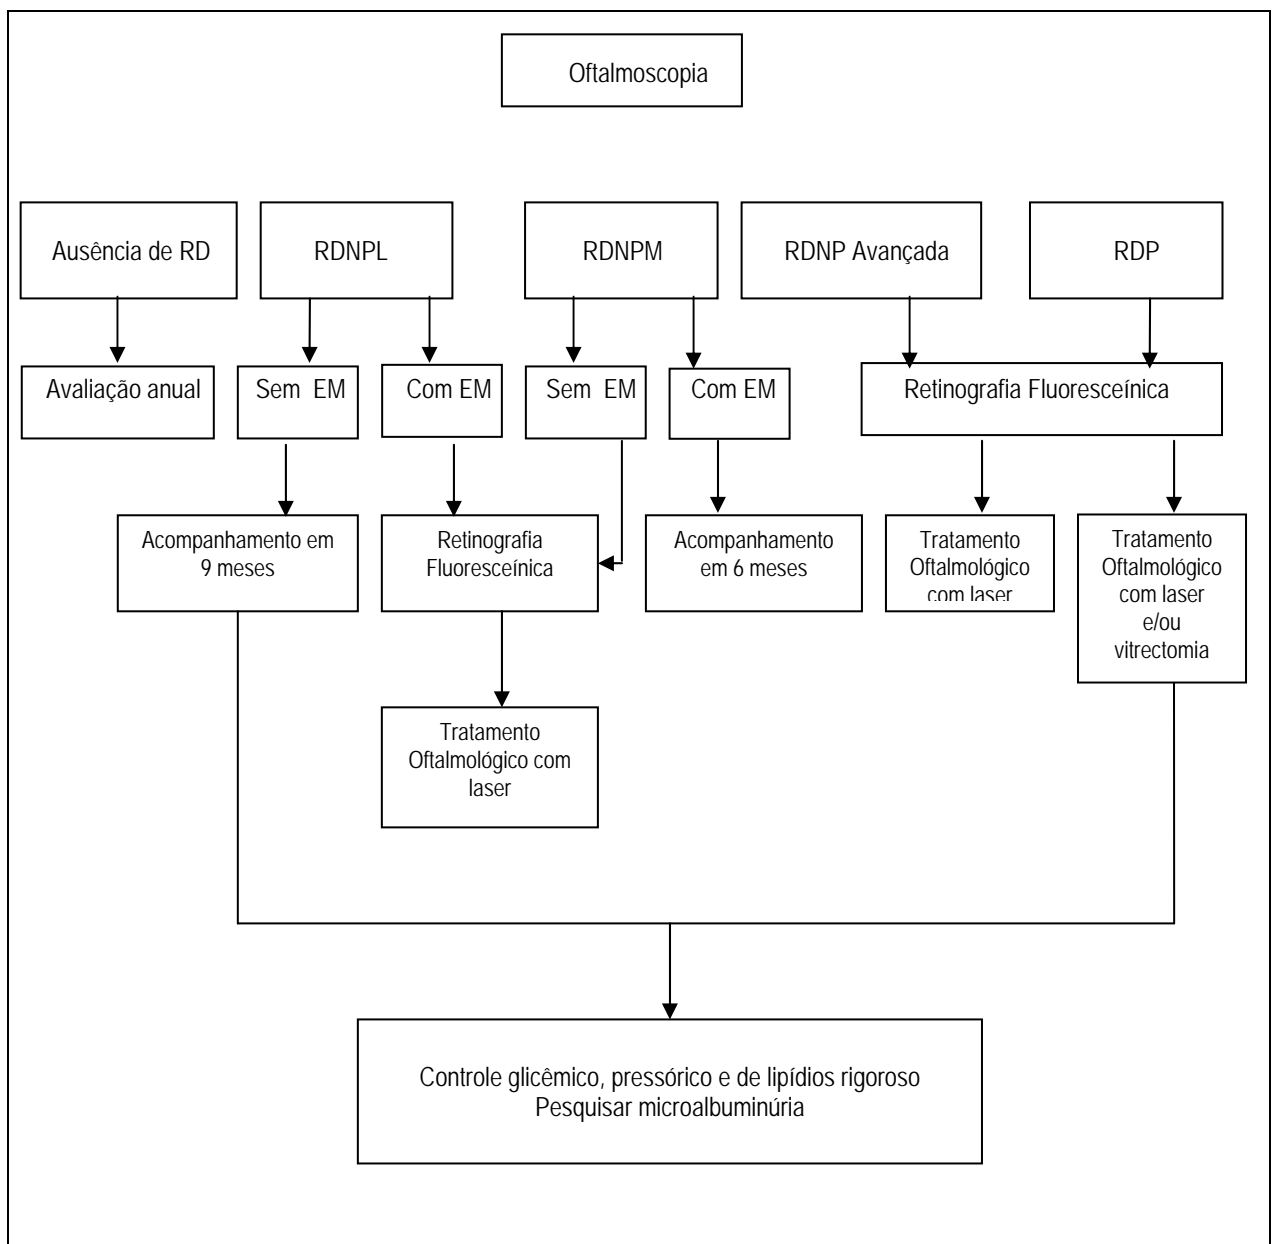 Oftalmoscopia
Ausência de RD
RDNPL
RDNPM
RDNP Avançada
RDP
Avaliação anual
Sem EM
Com EM
Sem EM
Com EM
Retinografia Fluoresceínica
Acompanhamento em
9 meses
Retinografia
Fluoresceínica
Acompanhamento
em 6 meses
Tratamento
Oftalmológico
com laser
Tratamento
Oftalmológico
com laser
e/ou
vitrectomia
Tratamento
Oftalmológico com
laser
Controle glicêmico, pressórico e de lipídios rigoroso
Pesquisar microalbuminúria